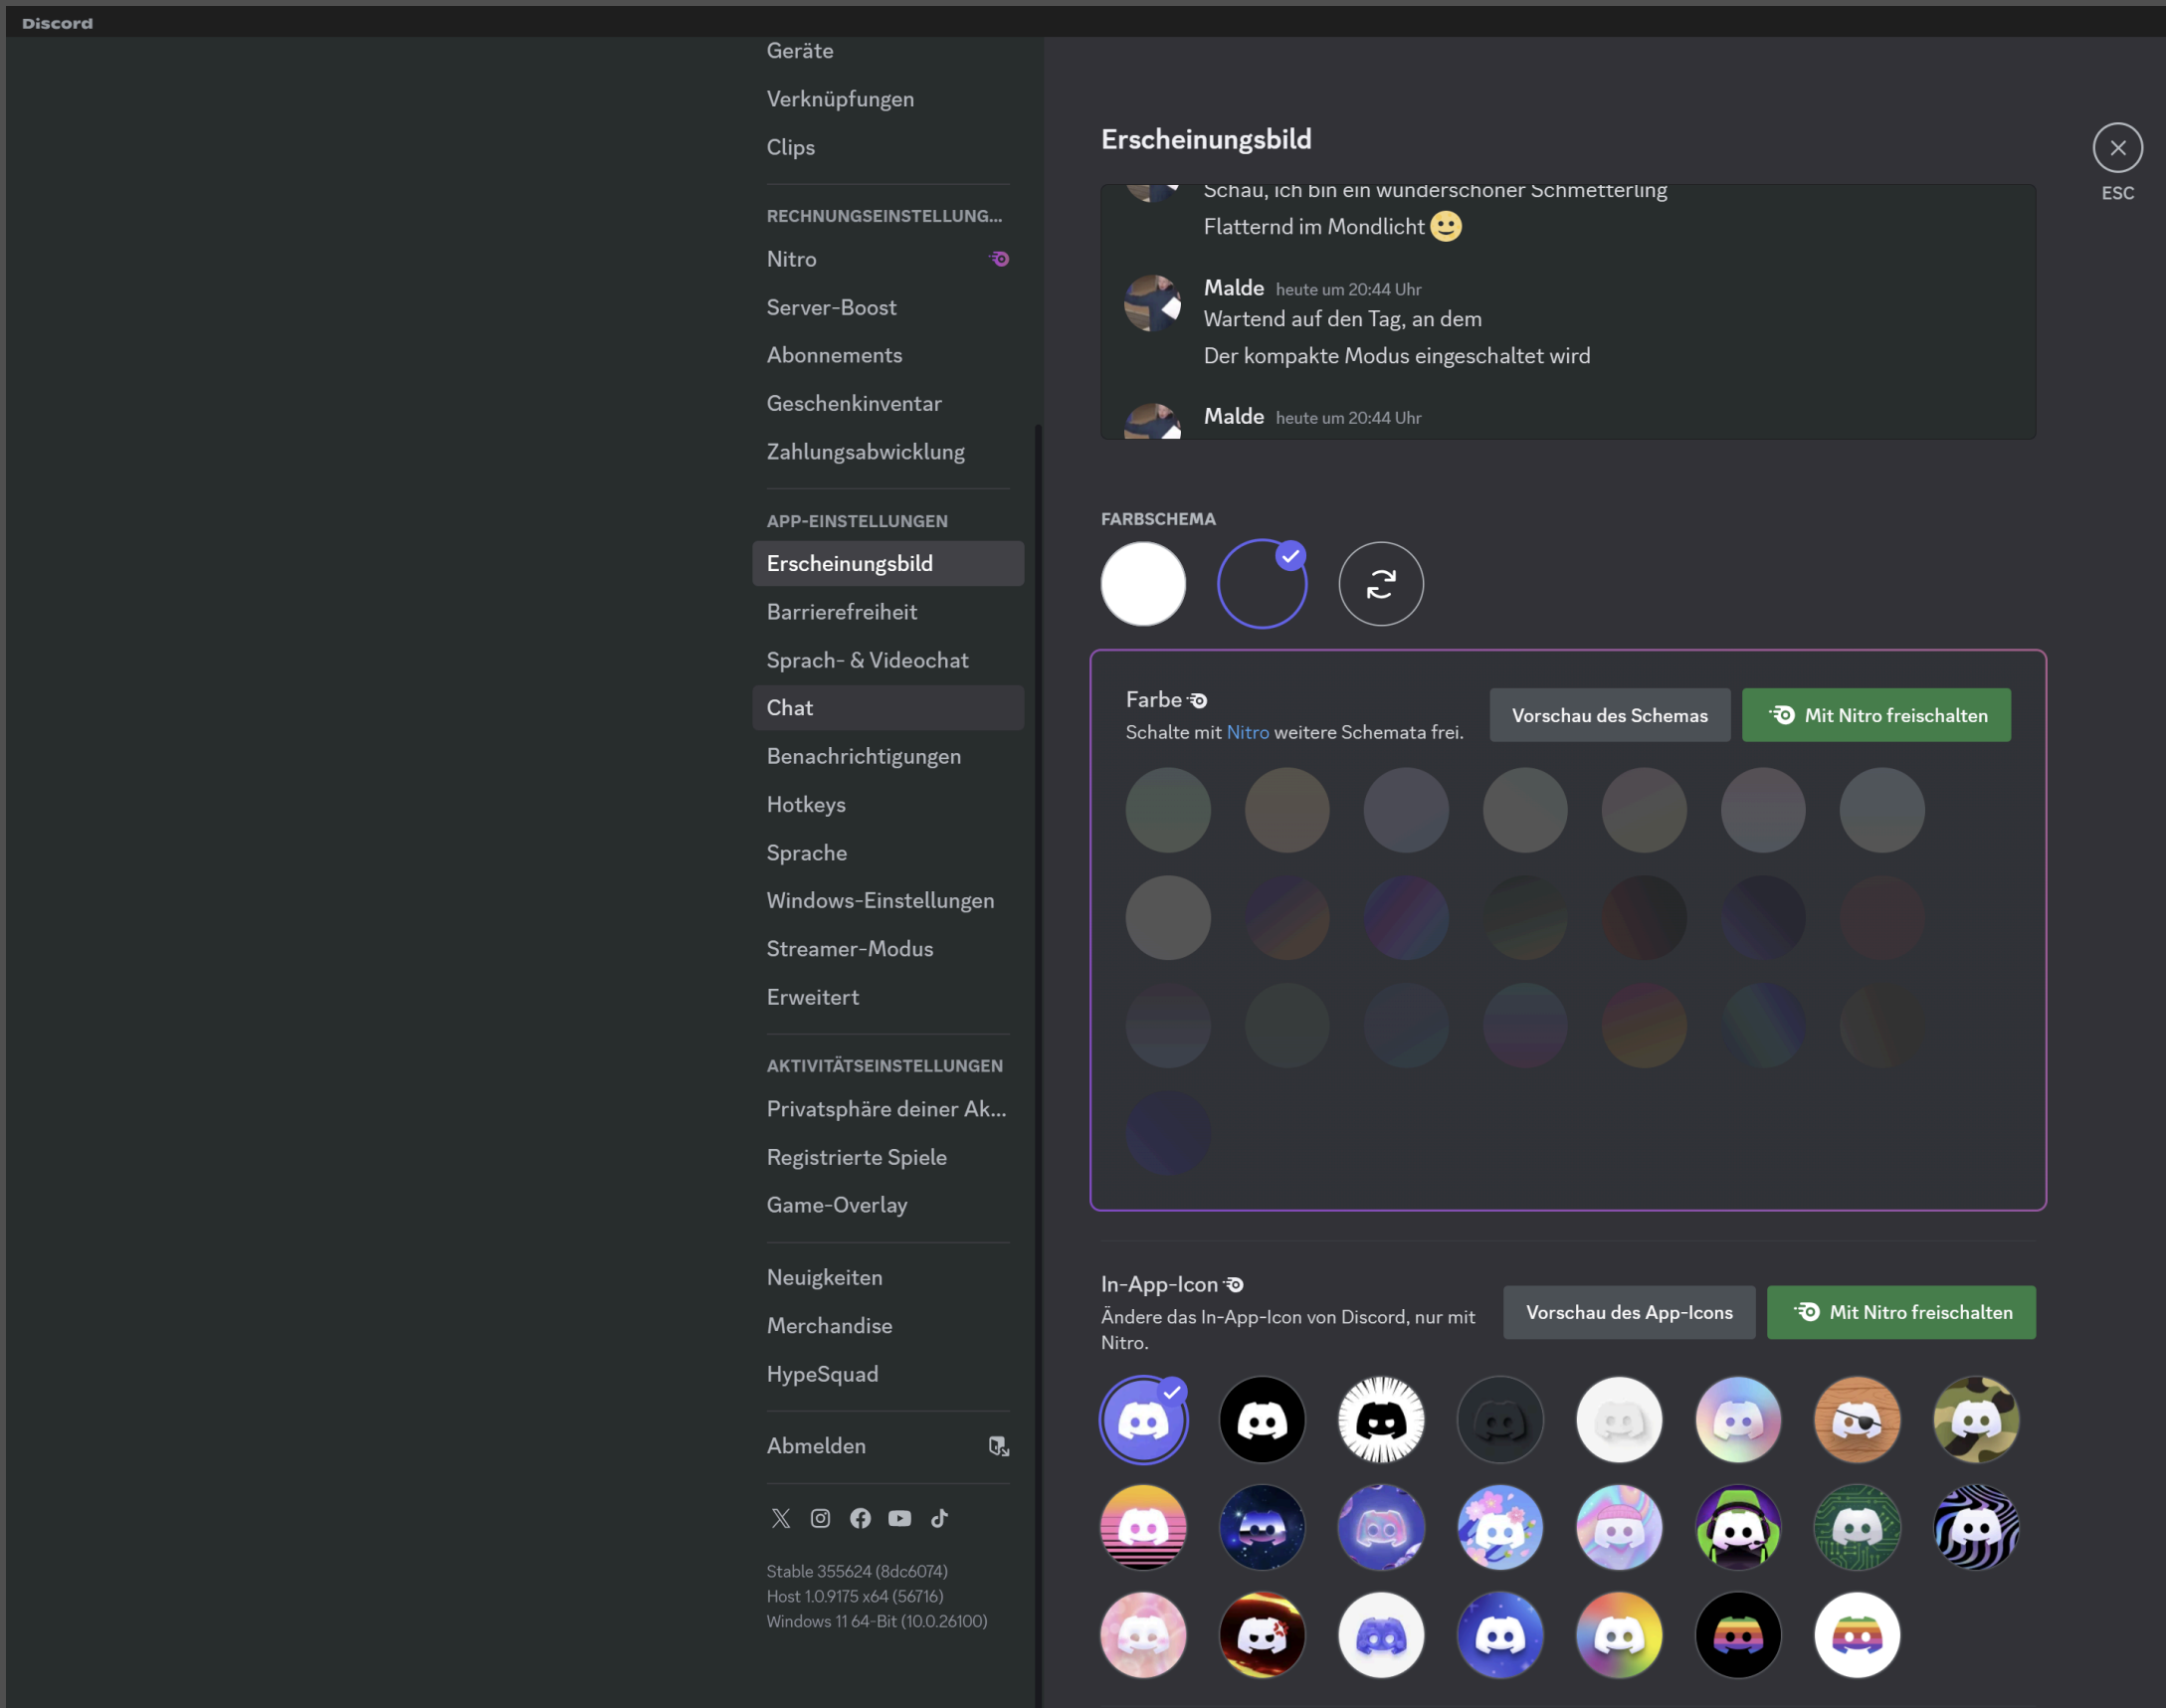 Discord
Geräte
Verknüpfungen
Clips
RECHNUNGSEINSTELLUNG...
Nitro
Server-Boost
Abonnements
Geschenkinventar
Zahlungsabwicklung
APP-EINSTELLUNGEN
Erscheinungsbild
Barrierefreiheit
Sprach- & Videochat
Chat
Benachrichtigungen
Hotkeys
Sprache
Windows-Einstellungen
Streamer-Modus
Erweitert
AKTIVITÄTSEINSTELLUNGEN
Privatsphäre deiner Ak...
Registrierte Spiele
Game-Overlay
Neuigkeiten
Merchandise
HypeSquad
Abmelden
Stable 355624 (8dc6074)
Host 1.0.9175 x64 (56716)
Windows 11 64-Bit (10.0.26100)
Erscheinungsbild
ESC
Schau, ich bin ein wunderschöner Schmetterling
Flatternd im Mondlicht
Malde heute um 20:44 Uhr
Wartend auf den Tag, an dem
Der kompakte Modus eingeschaltet wird
Malde heute um 20:44 Uhr
FARBSCHEMA
Farbe
Schalte mit Nitro weitere Schemata frei.
Vorschau des Schemas
Mit Nitro freischalten
In-App-Icon
Ändere das In-App-Icon von Discord, nur mit
Nitro.
Vorschau des App-Icons
Mit Nitro freischalten